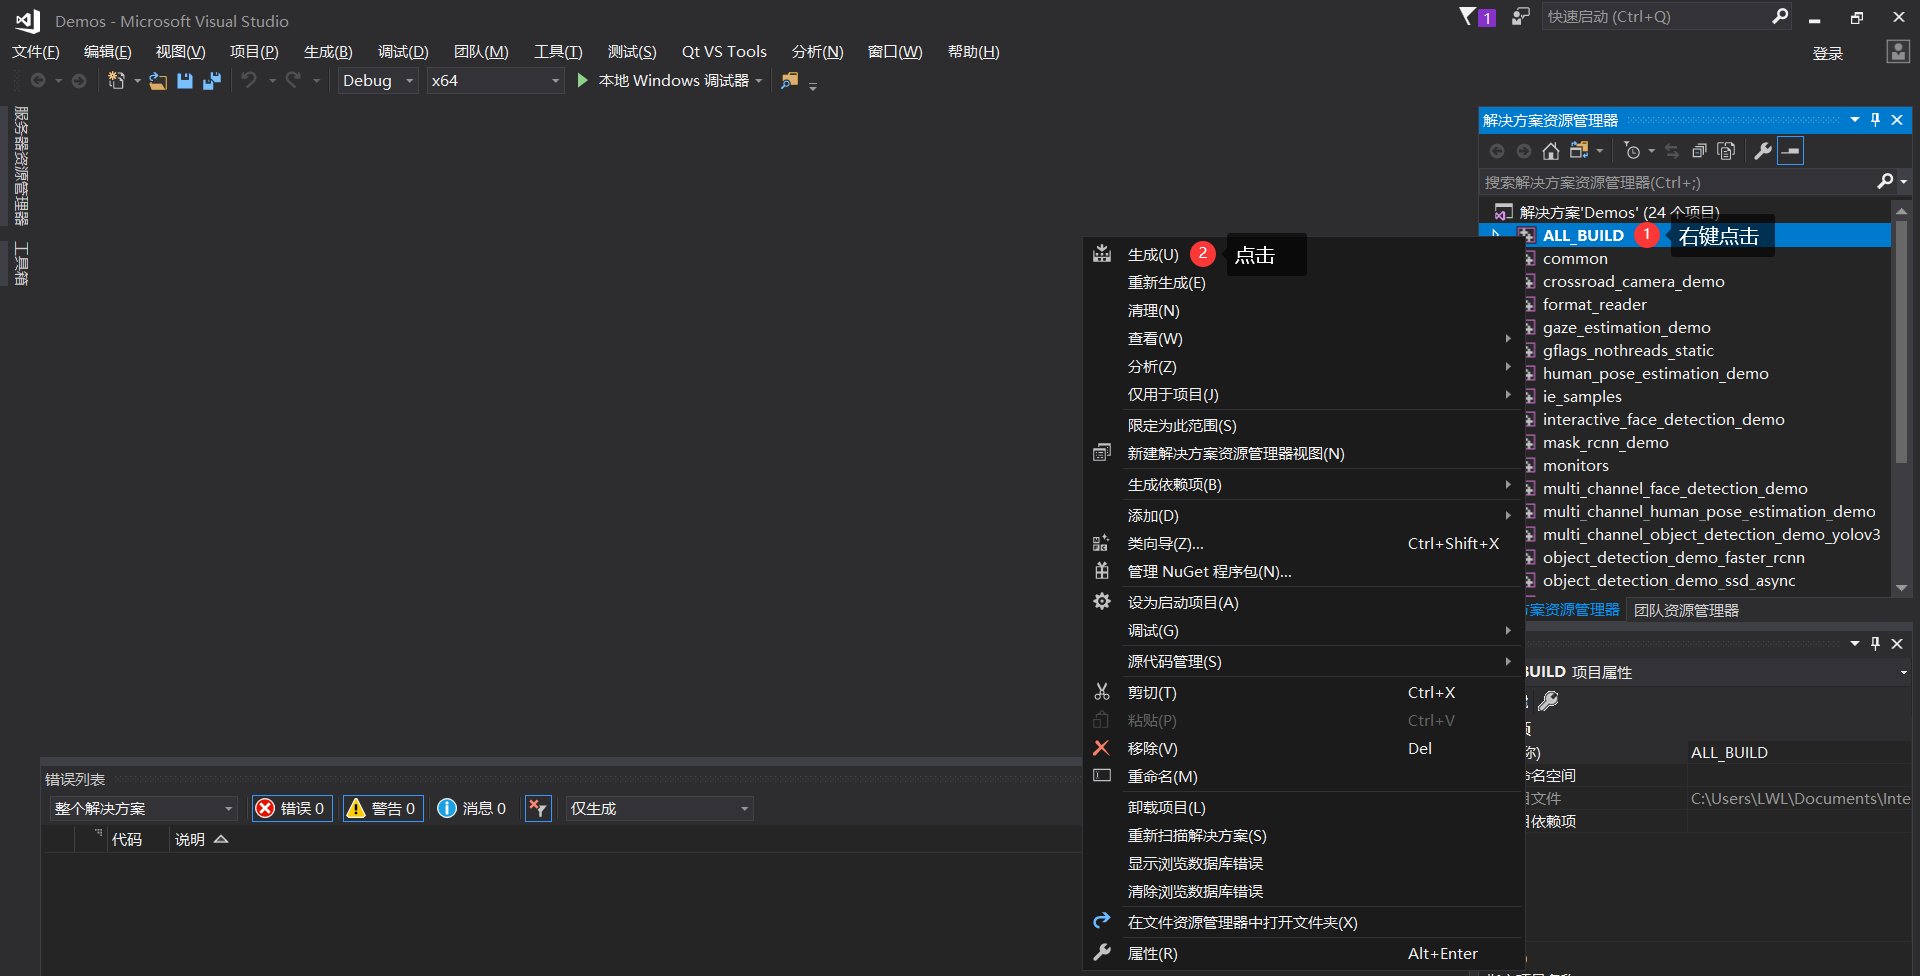 Demos - Microsoft Visual Studio
1
快速启动 (Ctrl+Q)
文件(F) 编辑(E) 视图(V) 项目(P) 生成(B) 调试(D) 团队(M) 工具(T) 测试(S) Qt VS Tools 分析(N) 窗口(W) 帮助(H)
登录
Debug x64 本地 Windows 调试器
服务器资源管理器
工具箱
解决方案资源管理器
搜索解决方案资源管理器(Ctrl+;)
解决方案'Demos' (24 个项目)
ALL_BUILD 1 右键点击
common
crossroad_camera_demo
format_reader
gaze_estimation_demo
gflags_nothreads_static
human_pose_estimation_demo
ie_samples
interactive_face_detection_demo
mask_rcnn_demo
monitors
multi_channel_face_detection_demo
multi_channel_human_pose_estimation_demo
multi_channel_object_detection_demo_yolov3
object_detection_demo_faster_rcnn
object_detection_demo_ssd_async
方案资源管理器 团队资源管理器
生成(U) 2 点击
重新生成(E)
清理(N)
查看(W)
分析(Z)
仅用于项目(J)
限定为此范围(S)
新建解决方案资源管理器视图(N)
生成依赖项(B)
添加(D)
类向导(Z)... Ctrl+Shift+X
管理 NuGet 程序包(N)...
设为启动项目(A)
调试(G)
源代码管理(S)
剪切(T) Ctrl+X
粘贴(P) Ctrl+V
移除(V) Del
重命名(M)
卸载项目(L)
重新扫描解决方案(S)
显示浏览数据库错误
清除浏览数据库错误
在文件资源管理器中打开文件夹(X)
属性(R) Alt+Enter
BUILD 项目属性
项
称) ALL_BUILD
命名空间
目文件 C:\Users\LWL\Documents\Inte
目依赖项
错误列表
整个解决方案 错误 0 警告 0 消息 0 仅生成
代码 说明